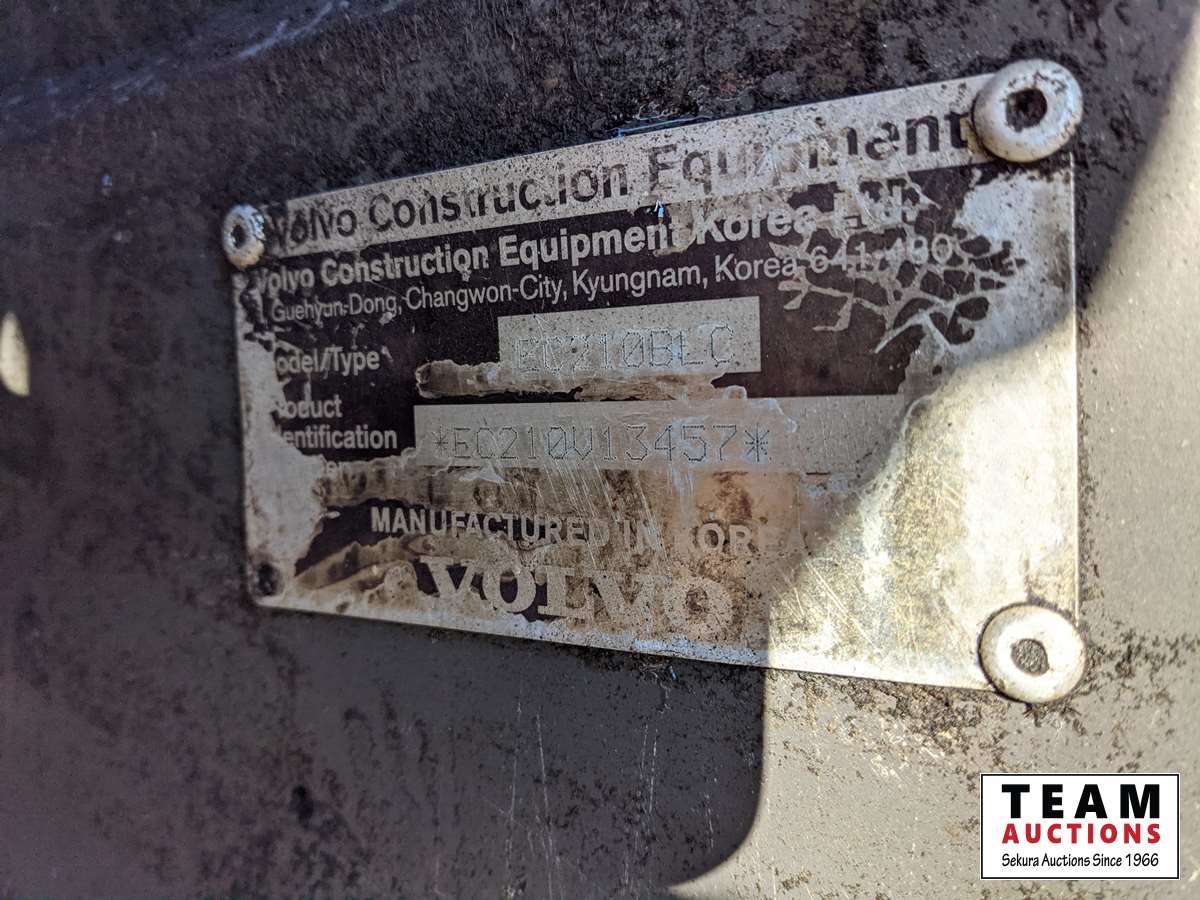 Volvo Construction Equipment
Volvo Construction Equipment Korea Ltd.
Guehyun-Dong, Changwon-City, Kyungnam, Korea 641-490
Model/Type
EC210BLC
Product
Identification
*EC210V13457*
MANUFACTURED IN KOREA
VOLVO
TEAM
AUCTIONS
Sekura Auctions Since 1966